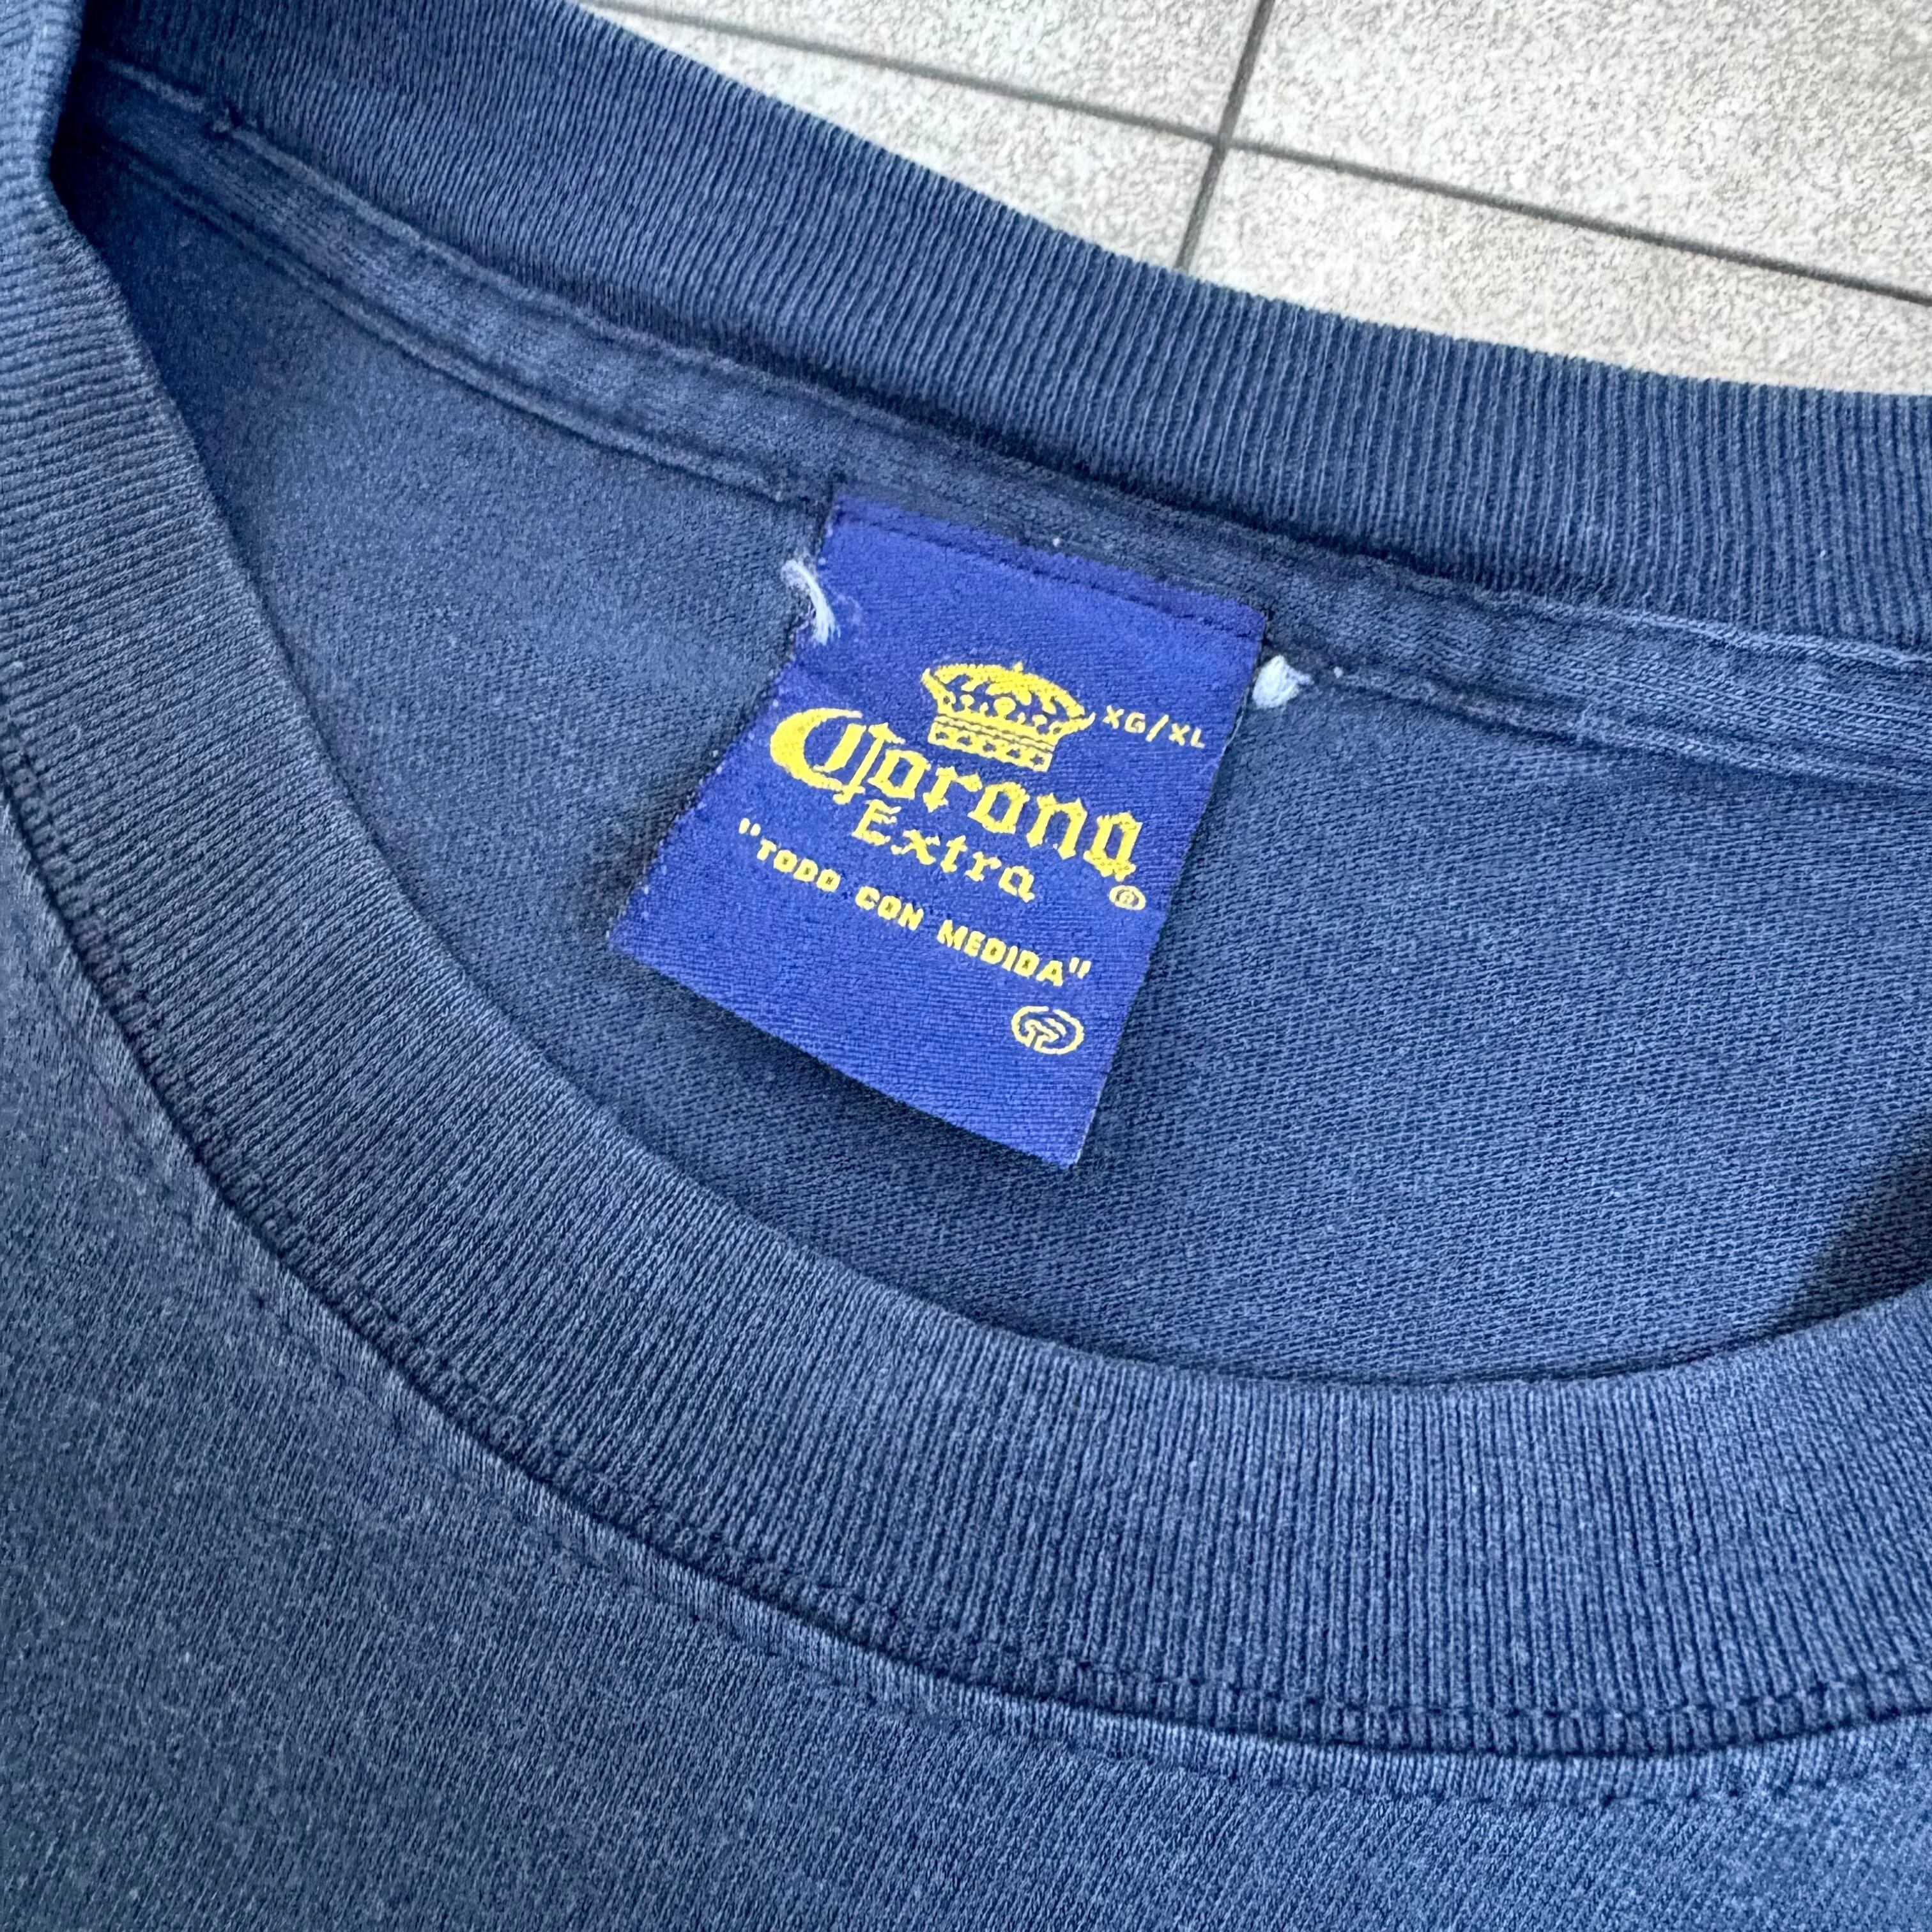 XG/XL
Corona
Extra
®
"TODO CON MEDIDA"